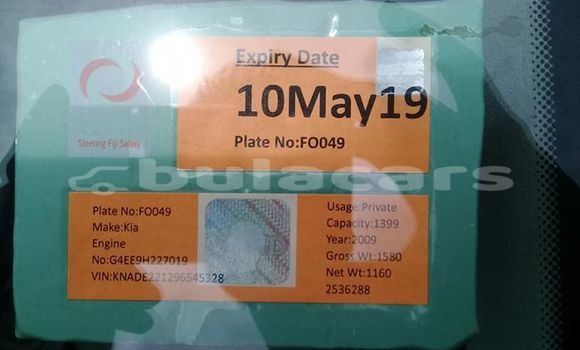 Expiry Date
10May19
Plate No:FO049
Steering Fiji Safely
bulacars
Plate No:FO049
Make:Kia
Engine
No:G4EE9H227019
VIN:KNADE221296545328
Usage:Private
Capacity:1399
Year:2009
Gross Wt:1580
Net Wt:1160
2536288